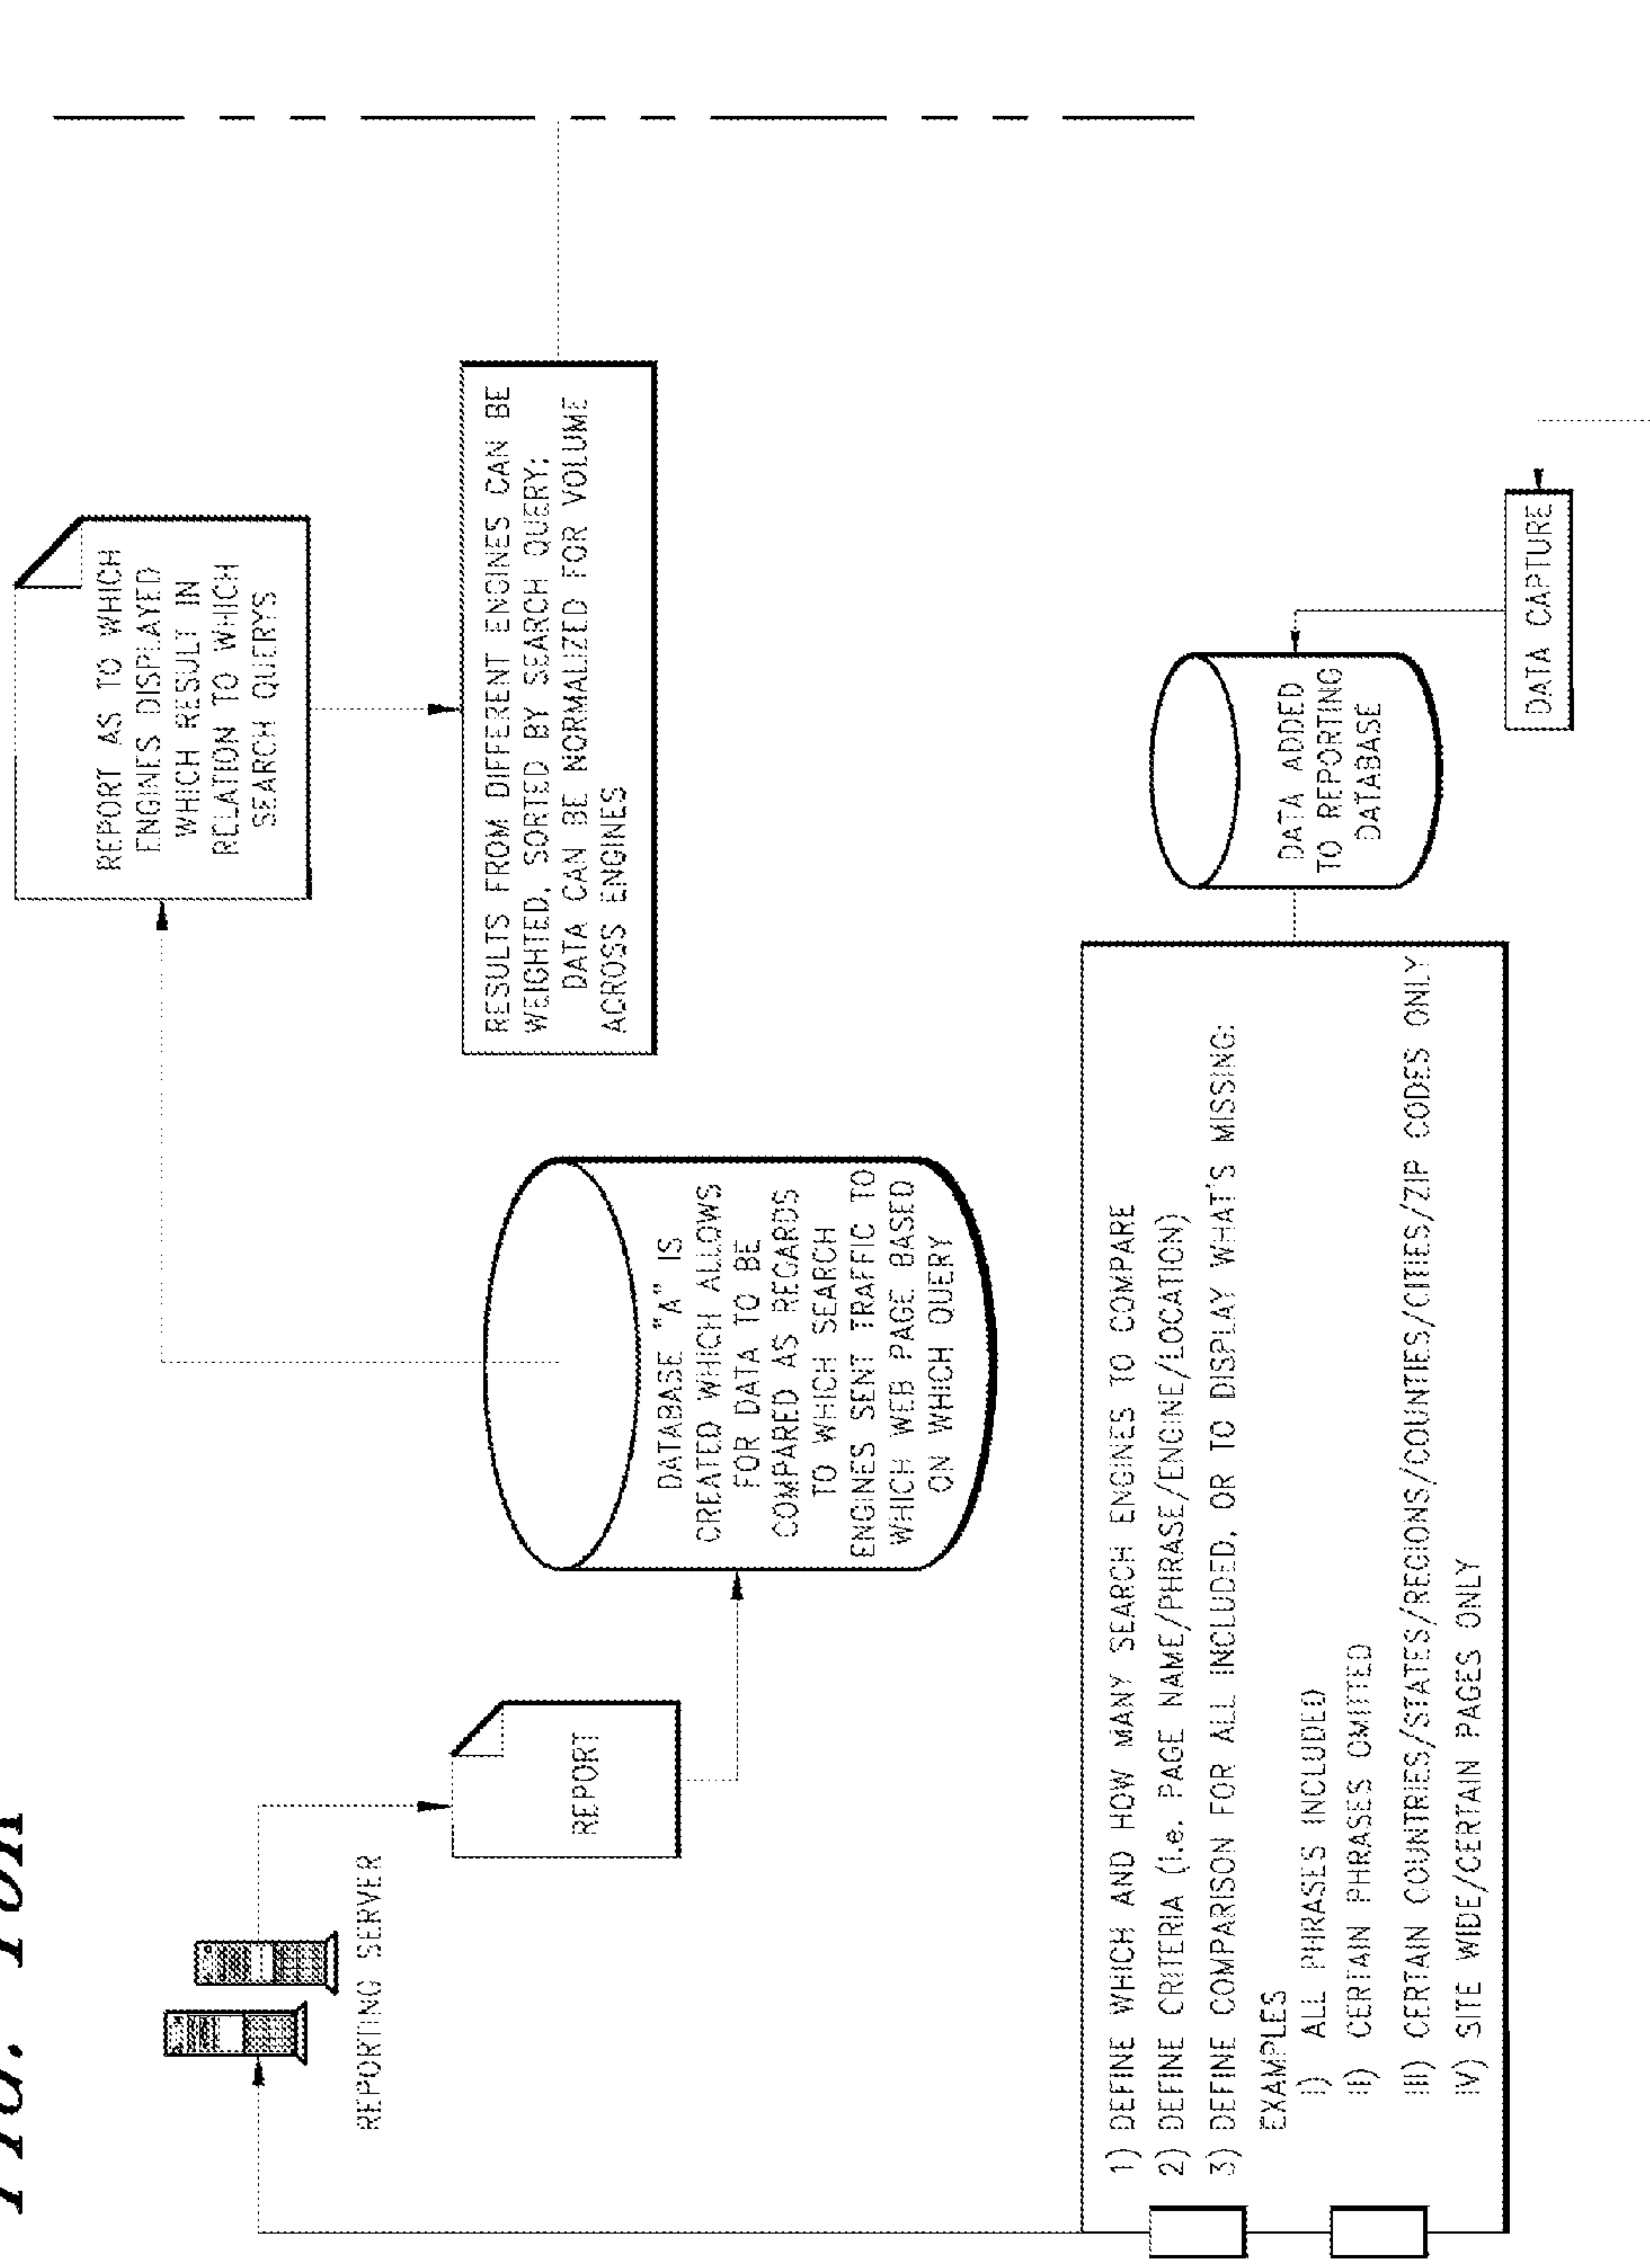 REPORTING SERVER
REPORT
REPORT AS TO WHICH
ENGINES DISPLAYED
WHICH RESULT IN
RELATION TO WHICH
SEARCH QUERYS
RESULTS FROM DIFFERENT ENGINES CAN BE
WEIGHTED, SORTED BY SEARCH QUERY;
DATA CAN BE NORMALIZED FOR VOLUME
ACROSS ENGINES
DATABASE "A" IS
CREATED WHICH ALLOWS
FOR DATA TO BE
COMPARED AS REGARDS
TO WHICH SEARCH
ENGINES SENT TRAFFIC TO
WHICH WEB PAGE BASED
ON WHICH QUERY
1) DEFINE WHICH AND HOW MANY SEARCH ENGINES TO COMPARE
2) DEFINE CRITERIA (i.e. PAGE NAME/PHRASE/ENGINE/LOCATION)
3) DEFINE COMPARISON FOR ALL INCLUDED, OR TO DISPLAY WHAT'S MISSING:
EXAMPLES
I) ALL PHRASES INCLUDED
II) CERTAIN PHRASES OMITTED
III) CERTAIN COUNTRIES/STATES/REGIONS/COUNTIES/CITIES/ZIP CODES ONLY
IV) SITE WIDE/CERTAIN PAGES ONLY
DATA ADDED
TO REPORTING
DATABASE
DATA CAPTURE